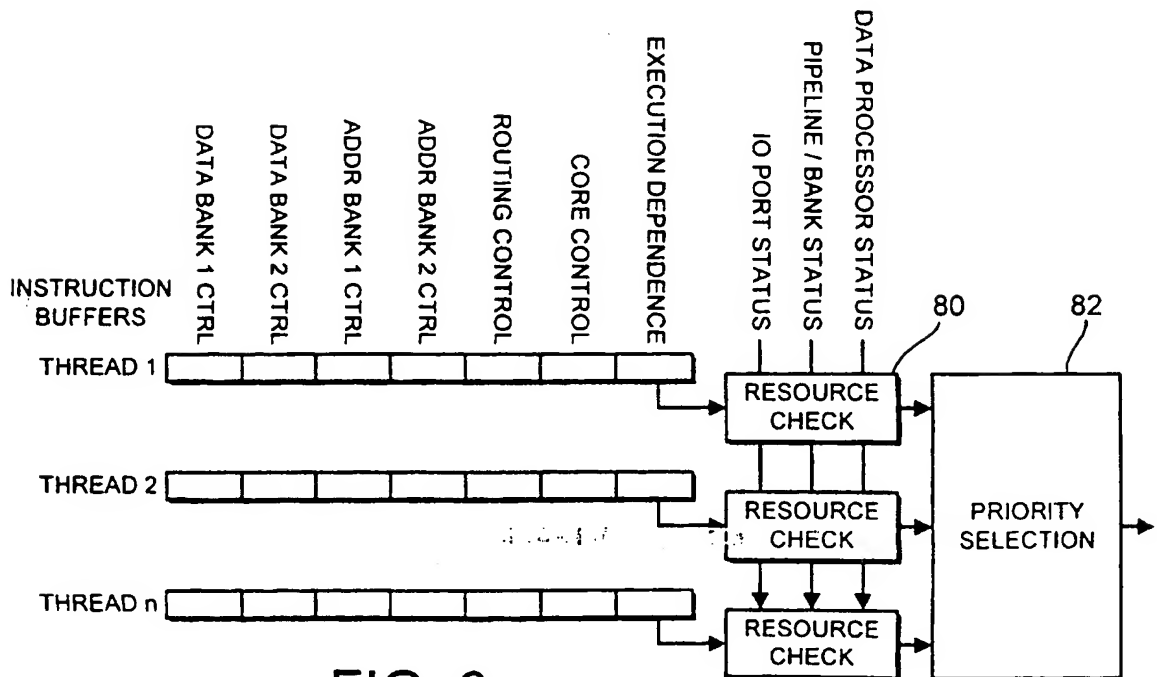 DATA BANK 1 CTRL
DATA BANK 2 CTRL
ADDR BANK 1 CTRL
ADDR BANK 2 CTRL
ROUTING CONTROL
CORE CONTROL
EXECUTION DEPENDENCE
IO PORT STATUS
PIPELINE / BANK STATUS
DATA PROCESSOR STATUS
INSTRUCTION
BUFFERS
80
82
THREAD 1
RESOURCE
CHECK
THREAD 2
RESOURCE
CHECK
PRIORITY
SELECTION
THREAD n
RESOURCE
CHECK